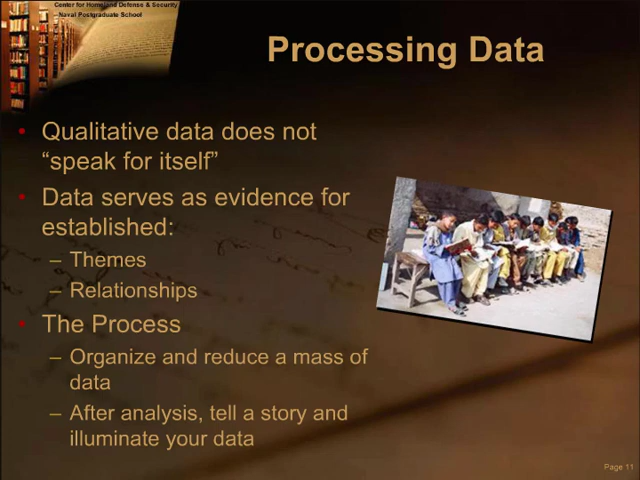 Center for Homeland Defense & Security
Naval Postgraduate School
Processing Data
• Qualitative data does not
“speak for itself”
• Data serves as evidence for
established:
– Themes
– Relationships
• The Process
– Organize and reduce a mass of
data
– After analysis, tell a story and
illuminate your data
Page 11